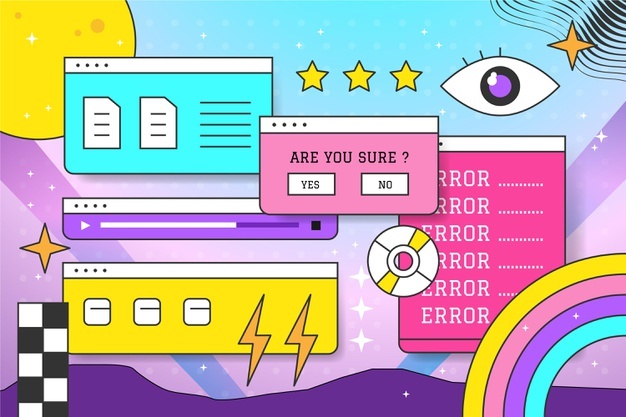 ARE YOU SURE ?
YES
NO
ERROR ...........
ERROR ...........
ERROR ...........
ERROR ...........
ERROR ...........
ERROR